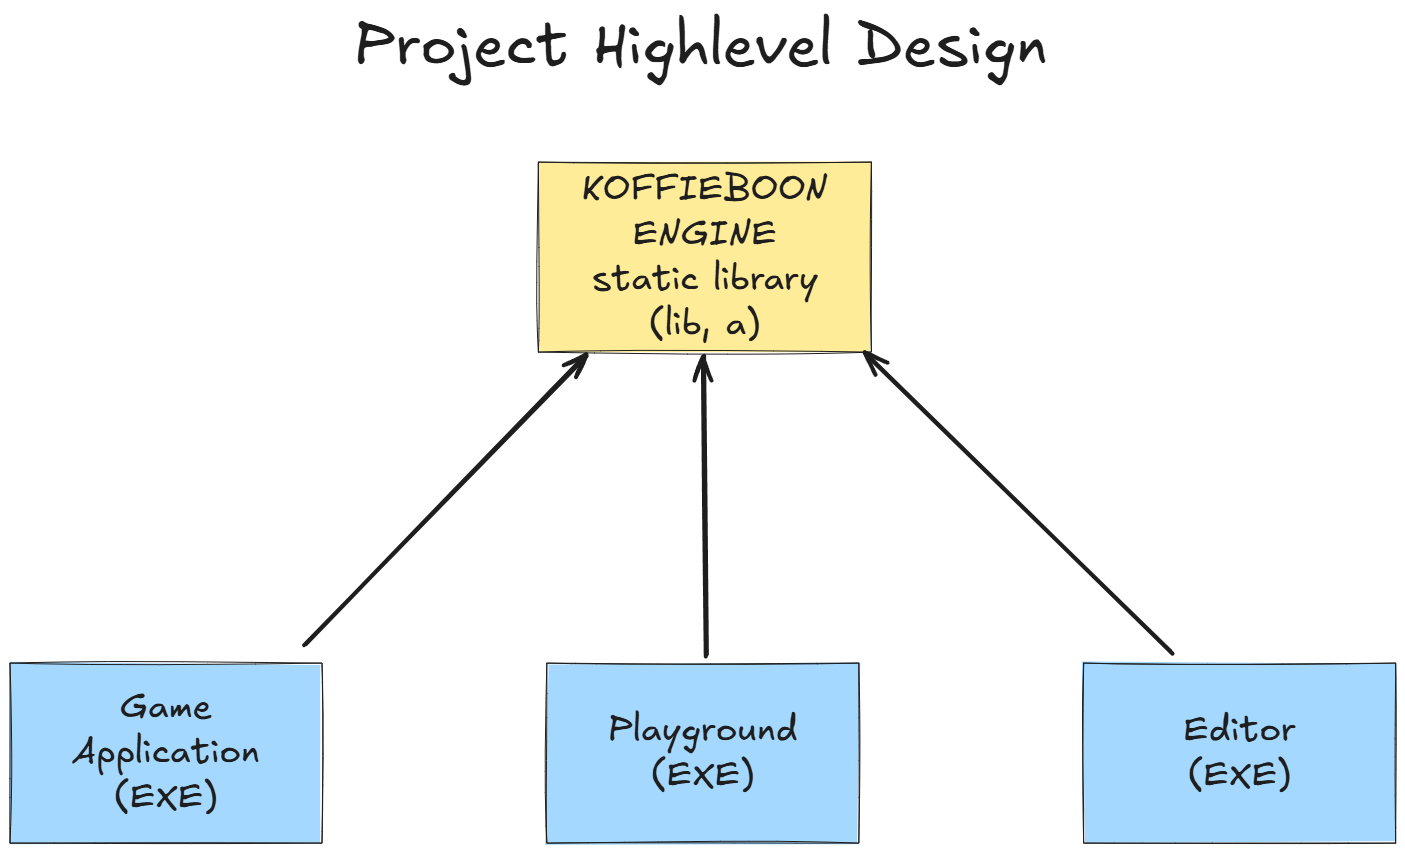 Project Highlevel Design
KOFFIEBOON
ENGINE
static library
(lib, a)
Game
Application
(EXE)
Playground
(EXE)
Editor
(EXE)